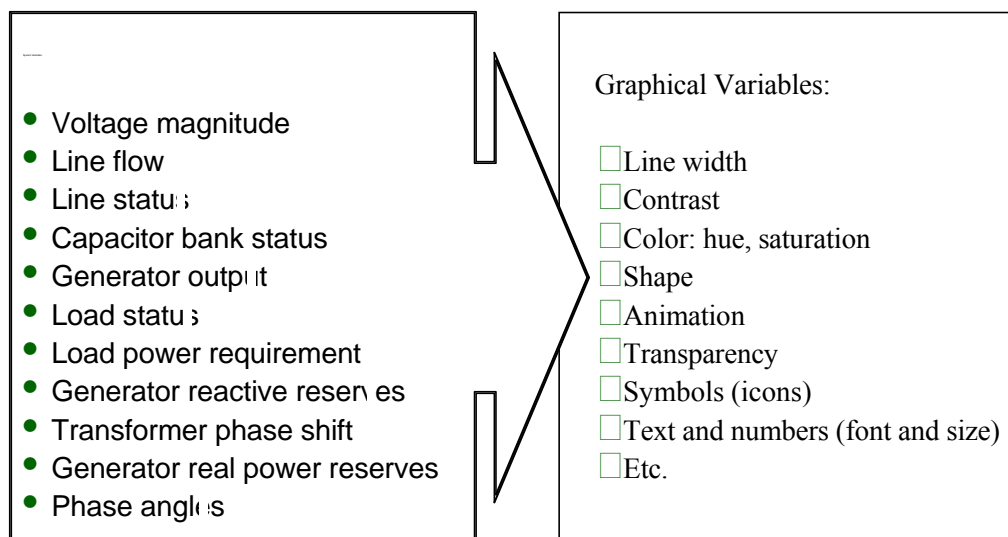 Voltage magnitude
Line flow
Line status
Capacitor bank status
Generator output
Load status
Load power requirement
Generator reactive reserves
Transformer phase shift
Generator real power reserves
Phase angles
Graphical Variables:
Line width
Contrast
Color: hue, saturation
Shape
Animation
Transparency
Symbols (icons)
Text and numbers (font and size)
Etc.